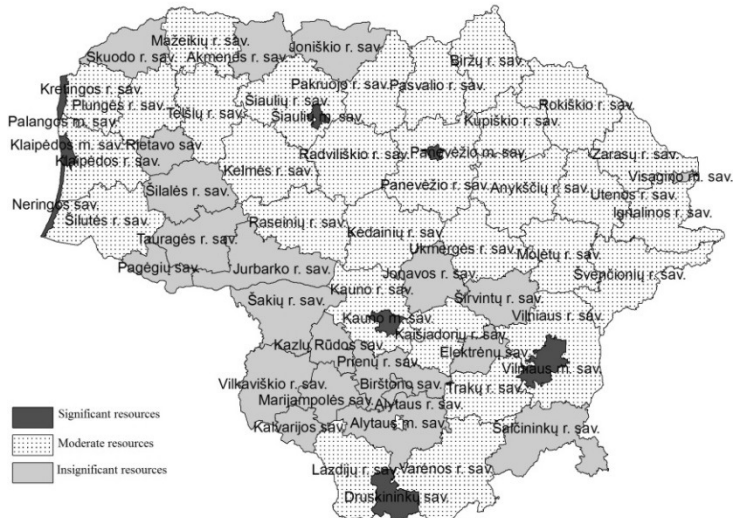 Mažeikių r. sav.
Skuodo r. sav.
Akmenės r. sav.
Joniškio r. sav.
Biržų r. sav.
Kretingos r. sav.
Plungės r. sav.
Telšių r. sav.
Pakruojo r. sav.
Pasvalio r. sav.
Šiaulių r. sav.
Šiaulių m. sav.
Rokiškio r. sav.
Palangos m. sav.
Kupiškio r. sav.
Klaipėdos m. sav.
Rietavo sav.
Klaipėdos r. sav.
Radviliškio r. sav.
Panevėžio m. sav.
Zarasų r. sav.
Kelmės r. sav.
Visagino m. sav.
Šilalės r. sav.
Panevėžio r. sav.
Anykščių r. sav.
Utenos r. sav.
Neringos sav.
Šilutės r. sav.
Raseinių r. sav.
Ignalinos r. sav.
Tauragės r. sav.
Kėdainių r. sav.
Ukmergės r. sav.
Molėtų r. sav.
Pagėgių sav.
Jurbarko r. sav.
Jonavos r. sav.
Švenčionių r. sav.
Kauno r. sav.
Šakių r. sav.
Širvintų r. sav.
Kauno m. sav.
Vilniaus r. sav.
Kaišiadorių r. sav.
Kazlų Rūdos sav.
Elektrėnų sav.
Prienų r. sav.
Vilniaus m. sav.
Vilkaviškio r. sav.
Birštono sav.
Trakų r. sav.
Marijampolės sav.
Alytaus r. sav.
Kalvarijos sav.
Alytaus m. sav.
Šalčininkų r. sav.
Lazdijų r. sav.
Varėnos r. sav.
Druskininkų sav.
Significant resources
Moderate resources
Insignificant resources